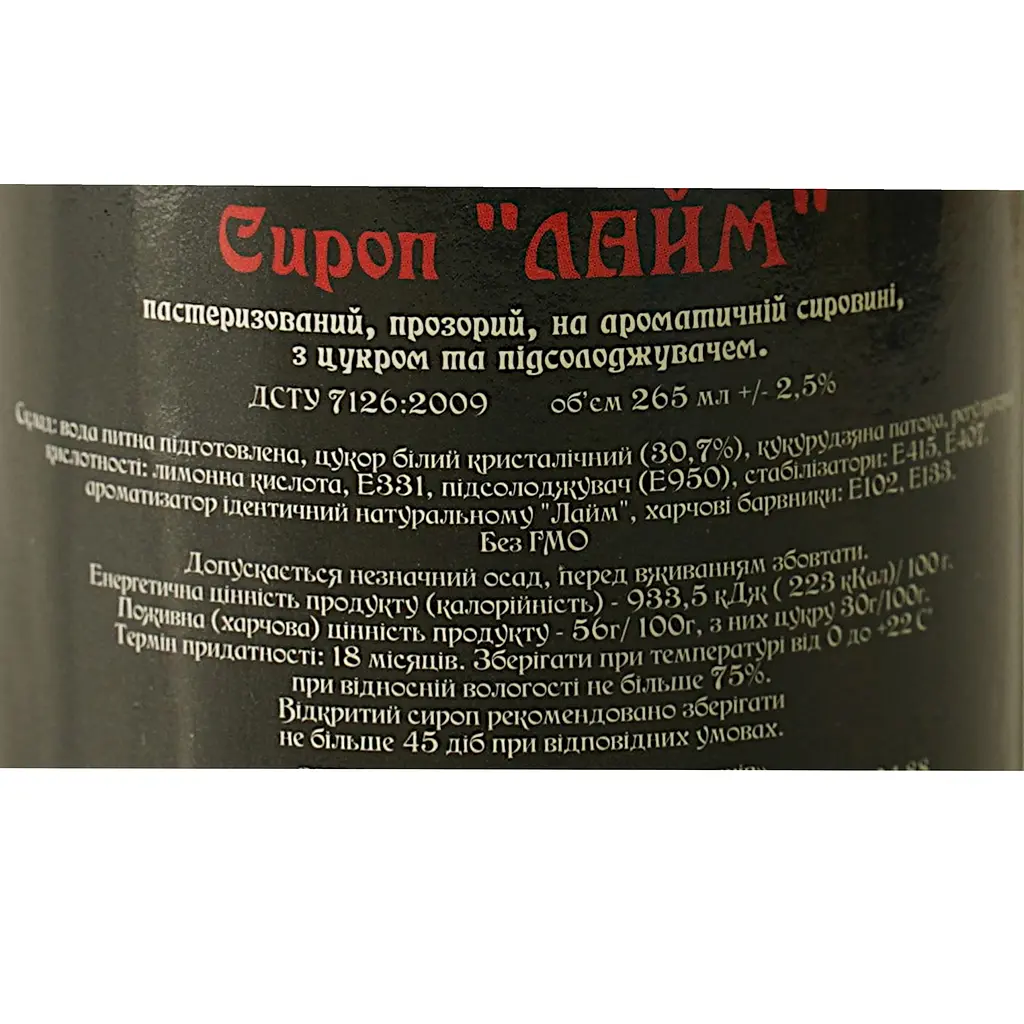 Сироп "ЛАЙМ"
пастеризований, прозорий, на ароматичній сировині,
з цукром та підсолоджувачем.
ДСТУ 7126:2009 об'єм 265 мл +/- 2,5%
Склад: вода питна підготовлена, цукор білий кристалічний (30,7%), кукурудзяна патока, регулятори
кислотності: лимонна кислота, Е331, підсолоджувач (Е950), стабілізатори: Е415, Е407,
ароматизатор ідентичний натуральному "Лайм", харчові барвники: Е102, Е133.
Без ГМО
Допускається незначний осад, перед вживанням збовтати.
Енергетична цінність продукту (калорійність) - 933,5 кДж ( 223 кКал)/ 100 г.
Поживна (харчова) цінність продукту - 56г/ 100г, з них цукру 30г/100г.
Термін придатності: 18 місяців. Зберігати при температурі від 0 до +22 С°
при відносній вологості не більше 75%.
Відкритий сироп рекомендовано зберігати
не більше 45 діб при відповідних умовах.